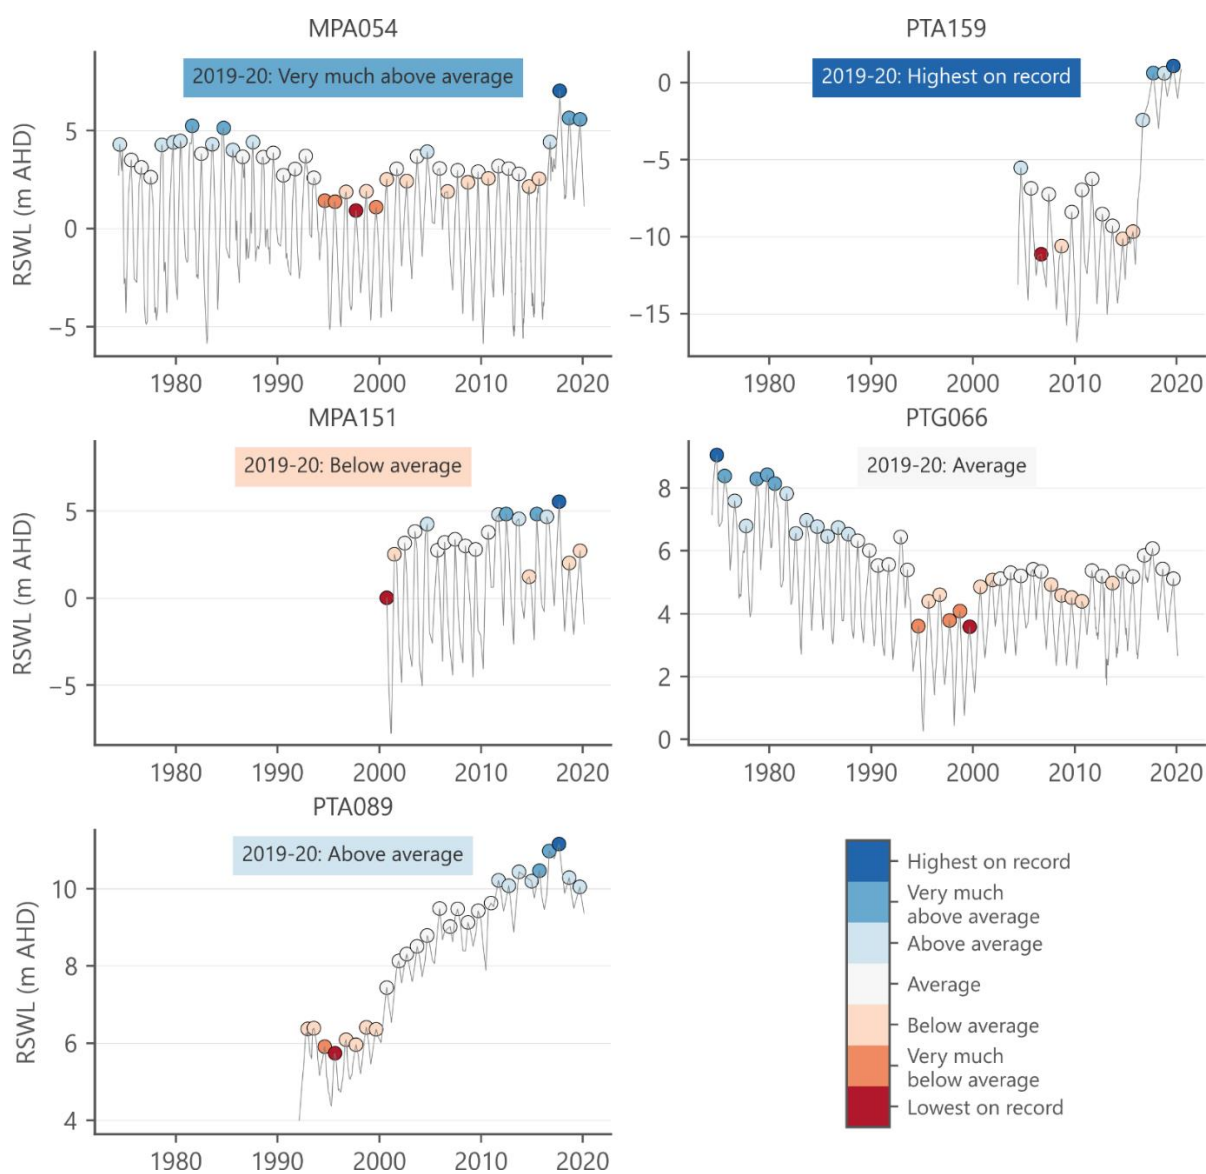 MPA054
2019-20: Very much above average
RSWL (m AHD)
5
0
−5
1980 1990 2000 2010 2020
PTA159
2019-20: Highest on record
0
−5
−10
−15
1980 1990 2000 2010 2020
MPA151
2019-20: Below average
RSWL (m AHD)
5
0
−5
1980 1990 2000 2010 2020
PTG066
2019-20: Average
8
6
4
2
0
1980 1990 2000 2010 2020
PTA089
2019-20: Above average
RSWL (m AHD)
10
8
6
4
1980 1990 2000 2010 2020
Highest on record
Very much
above average
Above average
Average
Below average
Very much
below average
Lowest on record